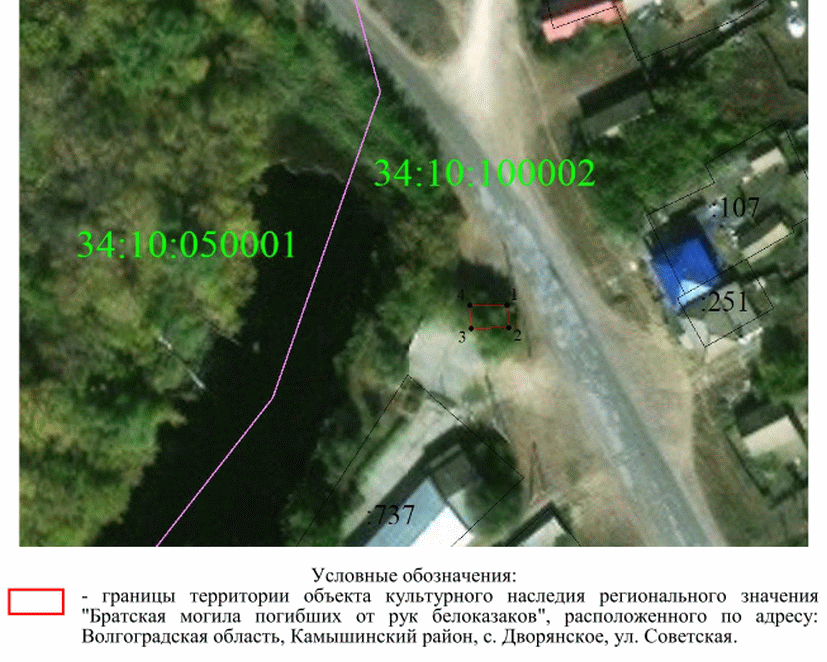 34:10:100002
:107
34:10:050001
:251
4 1
3 2
:737
Условные обозначения:
- границы территории объекта культурного наследия регионального значения
"Братская могила погибших от рук белоказаков", расположенного по адресу:
Волгоградская область, Камышинский район, с. Дворянское, ул. Советская.